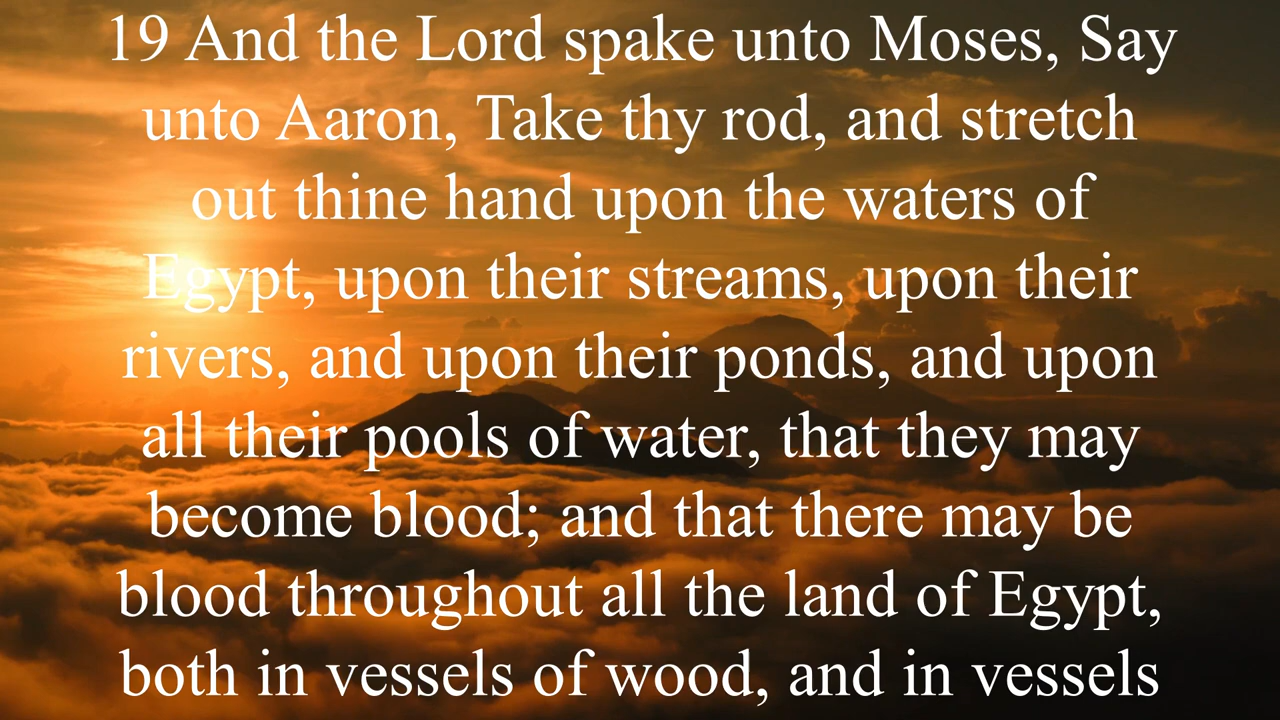 19 And the Lord spake unto Moses, Say
unto Aaron, Take thy rod, and stretch
out thine hand upon the waters of
Egypt, upon their streams, upon their
rivers, and upon their ponds, and upon
all their pools of water, that they may
become blood; and that there may be
blood throughout all the land of Egypt,
both in vessels of wood, and in vessels